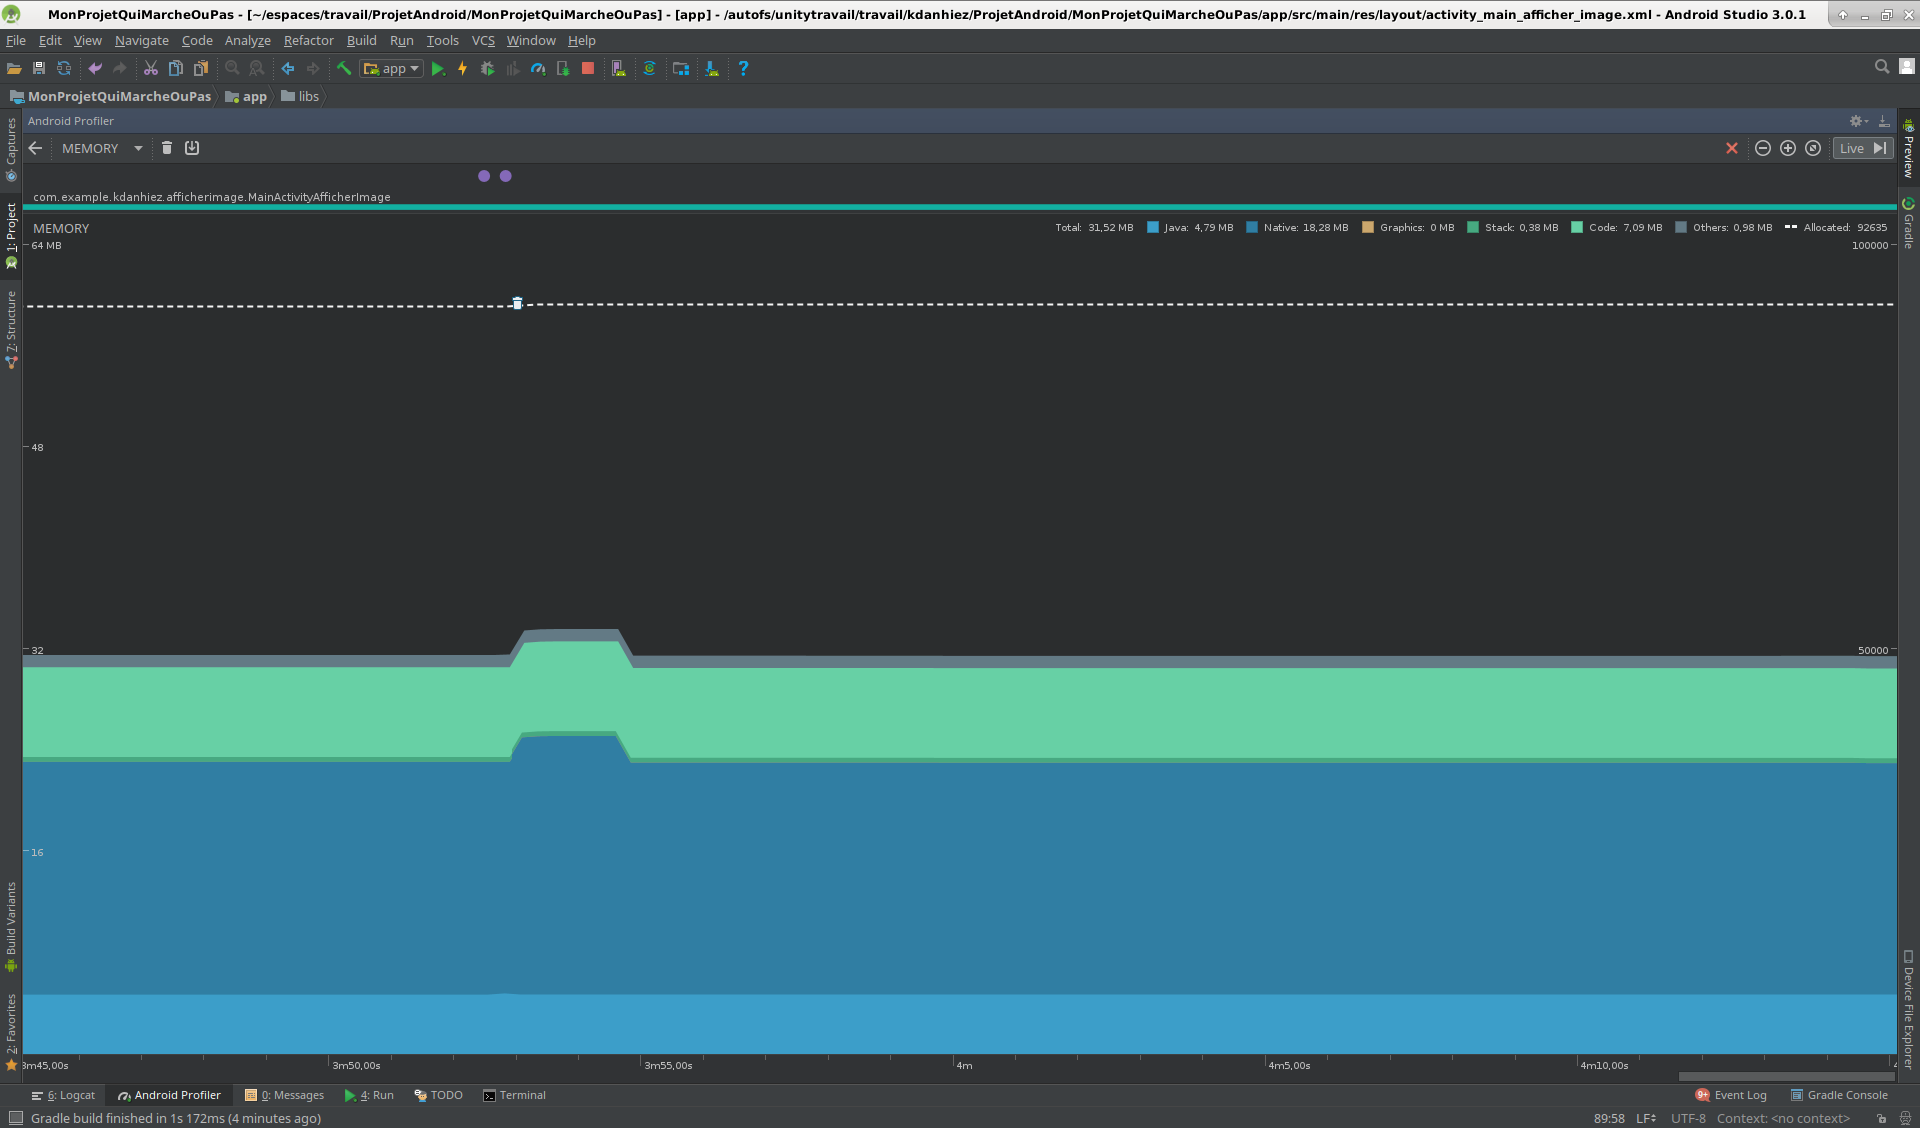 MonProjetQuiMarcheOuPas - [~/espaces/travail/ProjetAndroid/MonProjetQuiMarcheOuPas] - [app] - /autofs/unitytravail/travail/kdanhiez/ProjetAndroid/MonProjetQuiMarcheOuPas/app/src/main/res/layout/activity_main_afficher_image.xml - Android Studio 3.0.1
File Edit View Navigate Code Analyze Refactor Build Run Tools VCS Window Help
app
MonProjetQuiMarcheOuPas app libs
Android Profiler
MEMORY Live
com.example.kdanhiez.afficherimage.MainActivityAfficherImage
MEMORY
Total: 31,52 MB Java: 4,79 MB Native: 18,28 MB Graphics: 0 MB Stack: 0,38 MB Code: 7,09 MB Others: 0,98 MB Allocated: 92635
64 MB 100000
48
32 50000
16
3m45,00s 3m50,00s 3m55,00s 4m 4m5,00s 4m10,00s 4
Captures
1: Project
7: Structure
Build Variants
2: Favorites
Preview
Gradle
Device File Explorer
6: Logcat Android Profiler 0: Messages 4: Run TODO Terminal 9+ Event Log Gradle Console
Gradle build finished in 1s 172ms (4 minutes ago) 89:58 LF UTF-8 Context: <no context>